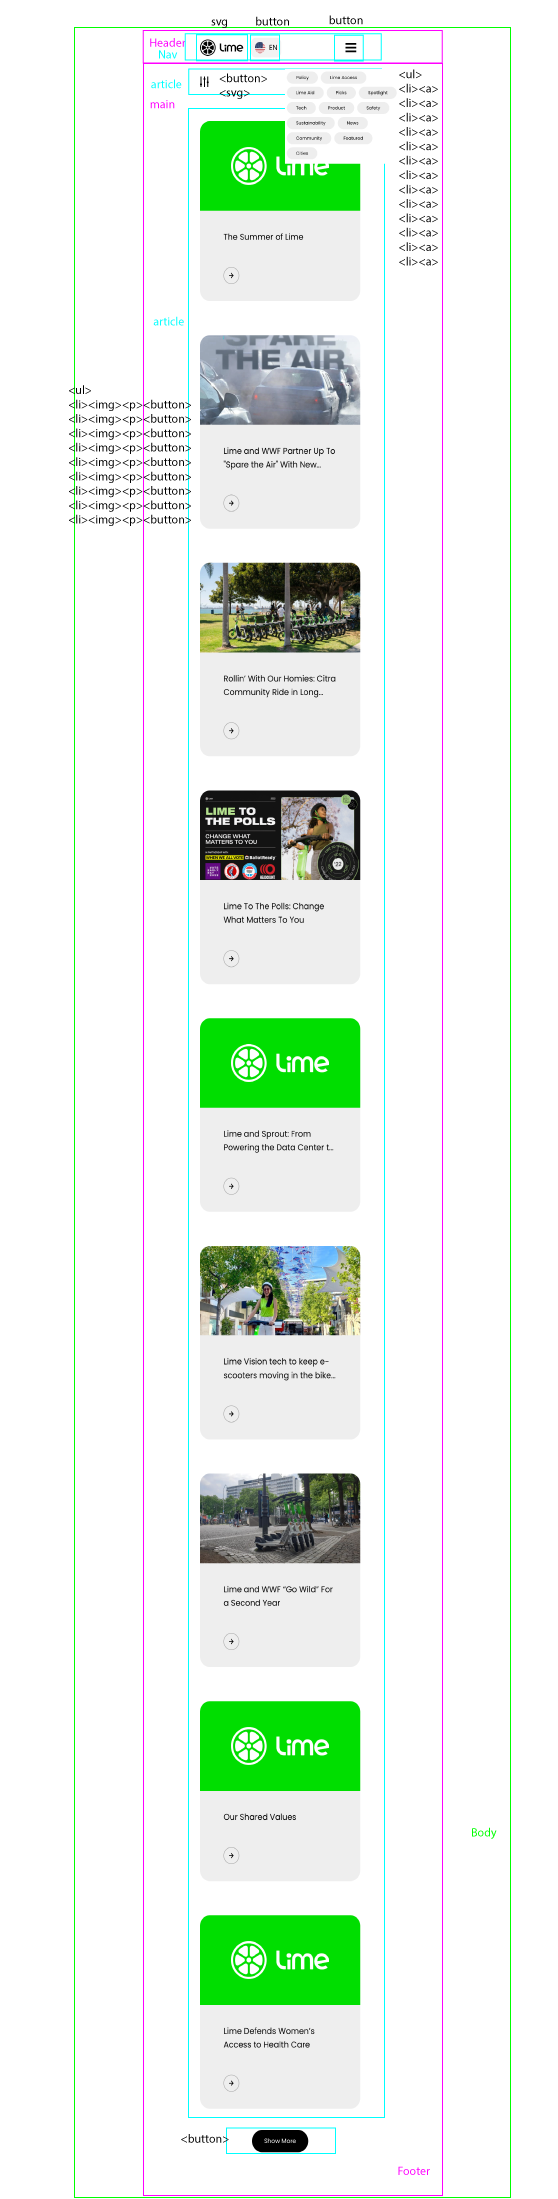 svg
button
button
Header
Nav
Lime
EN
article
<button>
<svg>
main
Policy
Lime Access
Lime Aid
Picks
Spotlight
Tech
Product
Safety
Sustainability
News
Community
Featured
Cities
<ul>
<li><a>
<li><a>
<li><a>
<li><a>
<li><a>
<li><a>
<li><a>
<li><a>
<li><a>
<li><a>
<li><a>
<li><a>
<li><a>
Lime
The Summer of Lime
article
SPARE
THE AIR
<ul>
<li><img><p><button>
<li><img><p><button>
<li><img><p><button>
<li><img><p><button>
<li><img><p><button>
<li><img><p><button>
<li><img><p><button>
<li><img><p><button>
<li><img><p><button>
Lime and WWF Partner Up To
"Spare the Air" With New...
Rollin' With Our Homies: Citra
Community Ride in Long...
LIME TO
THE POLLS
CHANGE WHAT
MATTERS TO YOU
WHEN WE ALL VOTE
BallotReady
'22
Lime To The Polls: Change
What Matters To You
Lime
Lime and Sprout: From
Powering the Data Center t...
Lime Vision tech to keep e-
scooters moving in the bike...
Lime and WWF "Go Wild" For
a Second Year
Lime
Our Shared Values
Body
Lime
Lime Defends Women's
Access to Health Care
<button>
Show More
Footer